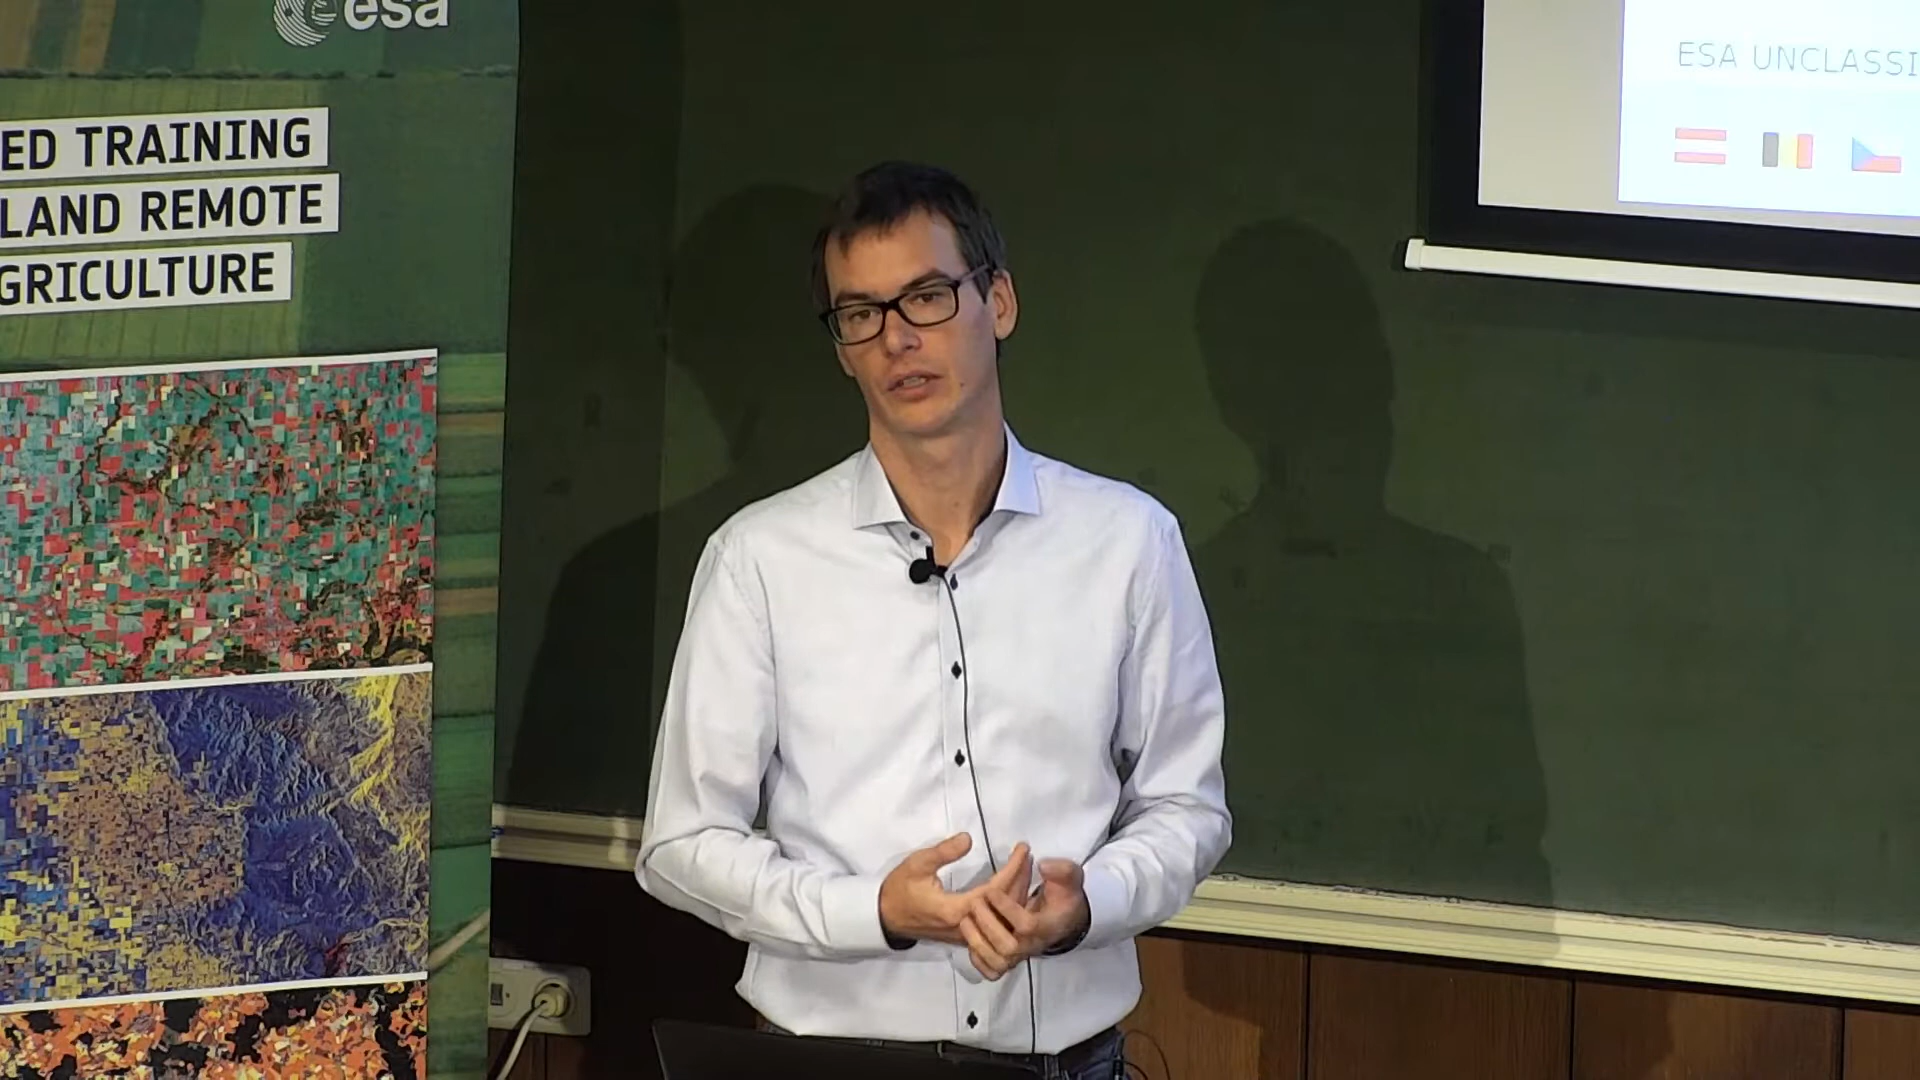 esa
ED TRAINING
LAND REMOTE
GRICULTURE
ESA UNCLASSI